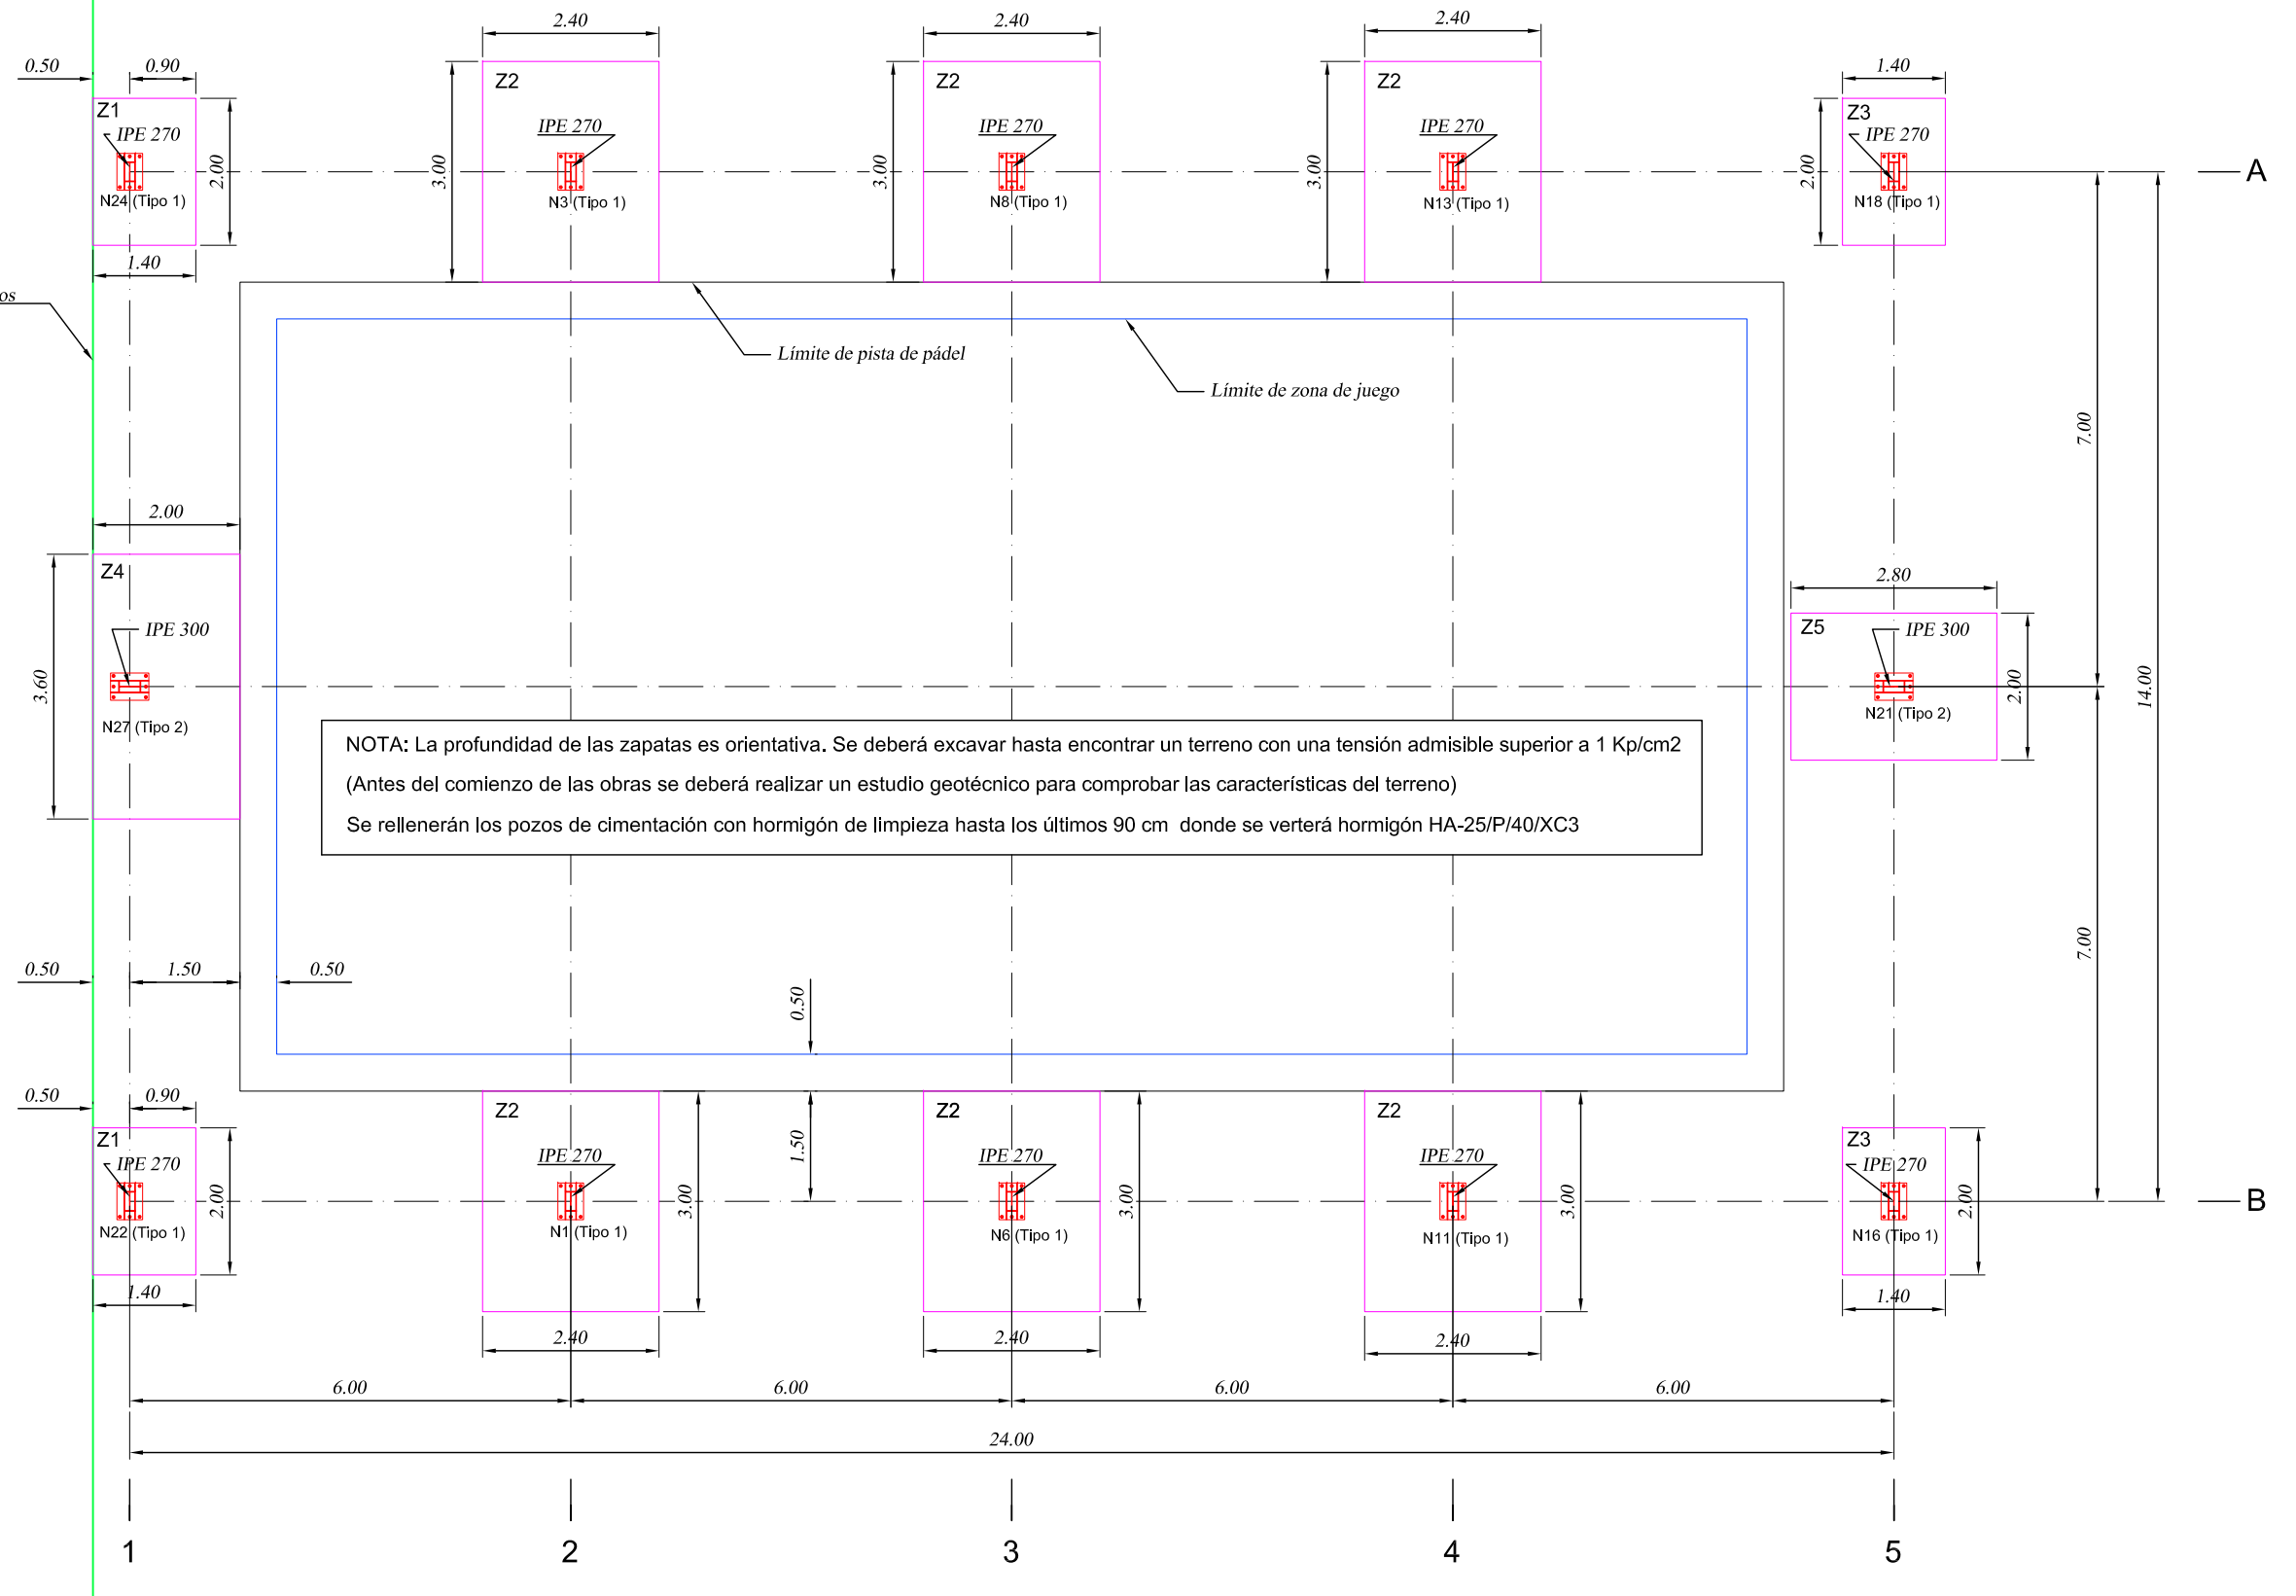 2.40
2.40
2.40
0.50
0.90
1.40
Z1
Z2
Z2
Z2
Z3
IPE 270
IPE 270
IPE 270
IPE 270
IPE 270
2.00
3.00
3.00
3.00
2.00
A
N24 (Tipo 1)
N3 (Tipo 1)
N8 (Tipo 1)
N13 (Tipo 1)
N18 (Tipo 1)
1.40
os
Límite de pista de pádel
Límite de zona de juego
7.00
2.00
Z4
2.80
Z5
IPE 300
IPE 300
3.60
2.00
14.00
N27 (Tipo 2)
N21 (Tipo 2)
NOTA: La profundidad de las zapatas es orientativa. Se deberá excavar hasta encontrar un terreno con una tensión admisible superior a 1 Kp/cm2
(Antes del comienzo de las obras se deberá realizar un estudio geotécnico para comprobar las características del terreno)
Se rellenerán los pozos de cimentación con hormigón de limpieza hasta los últimos 90 cm donde se verterá hormigón HA-25/P/40/XC3
7.00
0.50
1.50
0.50
0.50
0.50
0.90
Z1
Z2
Z2
Z2
Z3
1.50
IPE 270
IPE 270
IPE 270
IPE 270
IPE 270
2.00
3.00
3.00
3.00
2.00
B
N22 (Tipo 1)
N1 (Tipo 1)
N6 (Tipo 1)
N11 (Tipo 1)
N16 (Tipo 1)
1.40
1.40
2.40
2.40
2.40
6.00
6.00
6.00
6.00
24.00
1
2
3
4
5